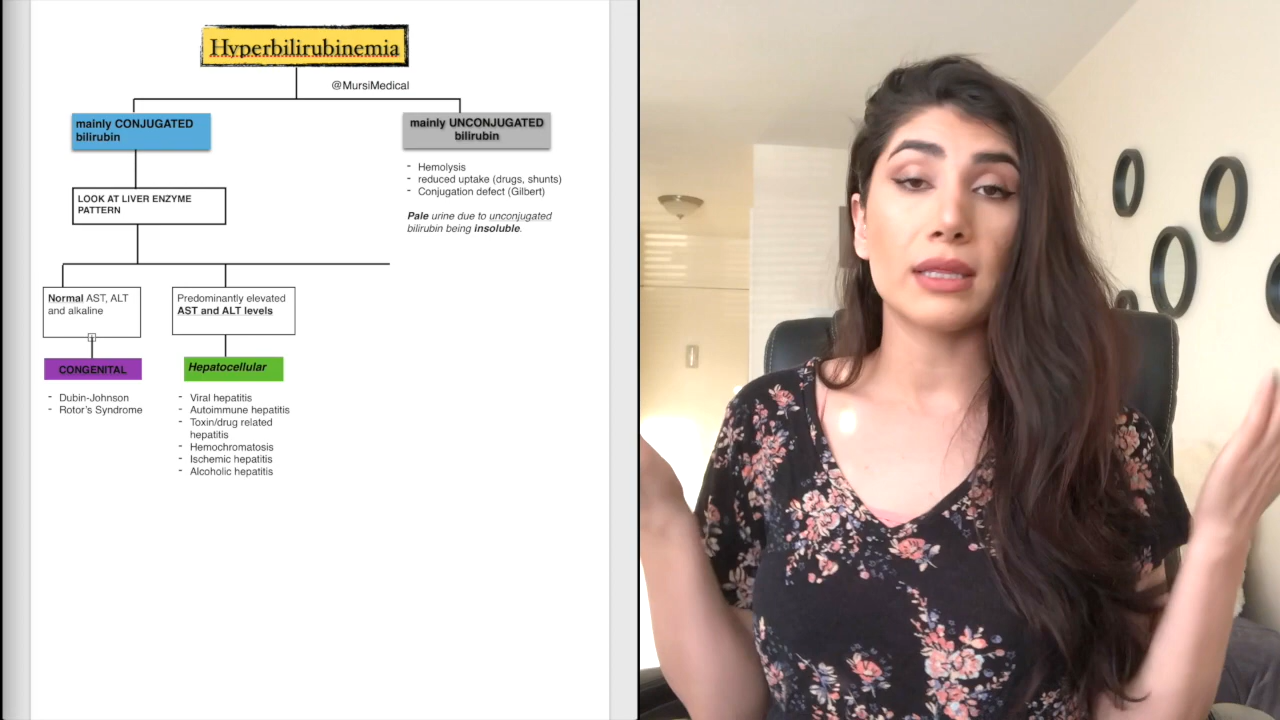 Hyperbilirubinemia
@MursiMedical
mainly CONJUGATED
bilirubin
mainly UNCONJUGATED
bilirubin
- Hemolysis
- reduced uptake (drugs, shunts)
- Conjugation defect (Gilbert)
Pale urine due to unconjugated
bilirubin being insoluble.
LOOK AT LIVER ENZYME
PATTERN
Normal AST, ALT
and alkaline
Predominantly elevated
AST and ALT levels
CONGENITAL
Hepatocellular
- Dubin-Johnson
- Rotor's Syndrome
- Viral hepatitis
- Autoimmune hepatitis
- Toxin/drug related
hepatitis
- Hemochromatosis
- Ischemic hepatitis
- Alcoholic hepatitis